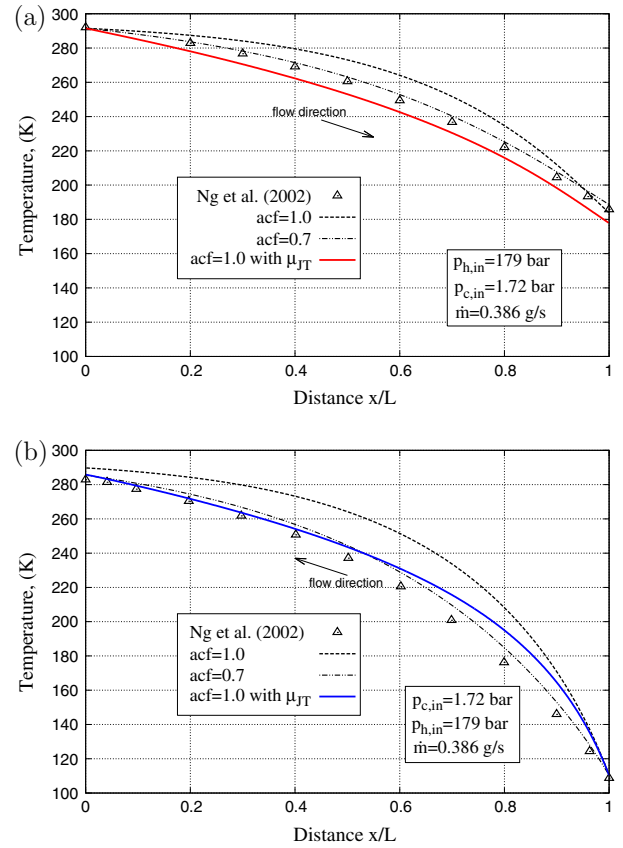 (a)
300
280
260
240
220
200
180
160
140
120
100
Temperature, (K)
flow direction
Ng et al. (2002)
acf=1.0
acf=0.7
acf=1.0 with μJT
ph,in=179 bar
pc,in=1.72 bar
ṁ=0.386 g/s
0 0.2 0.4 0.6 0.8 1
Distance x/L
(b)
300
280
260
240
220
200
180
160
140
120
100
Temperature, (K)
flow direction
Ng et al. (2002)
acf=1.0
acf=0.7
acf=1.0 with μJT
pc,in=1.72 bar
ph,in=179 bar
ṁ=0.386 g/s
0 0.2 0.4 0.6 0.8 1
Distance x/L